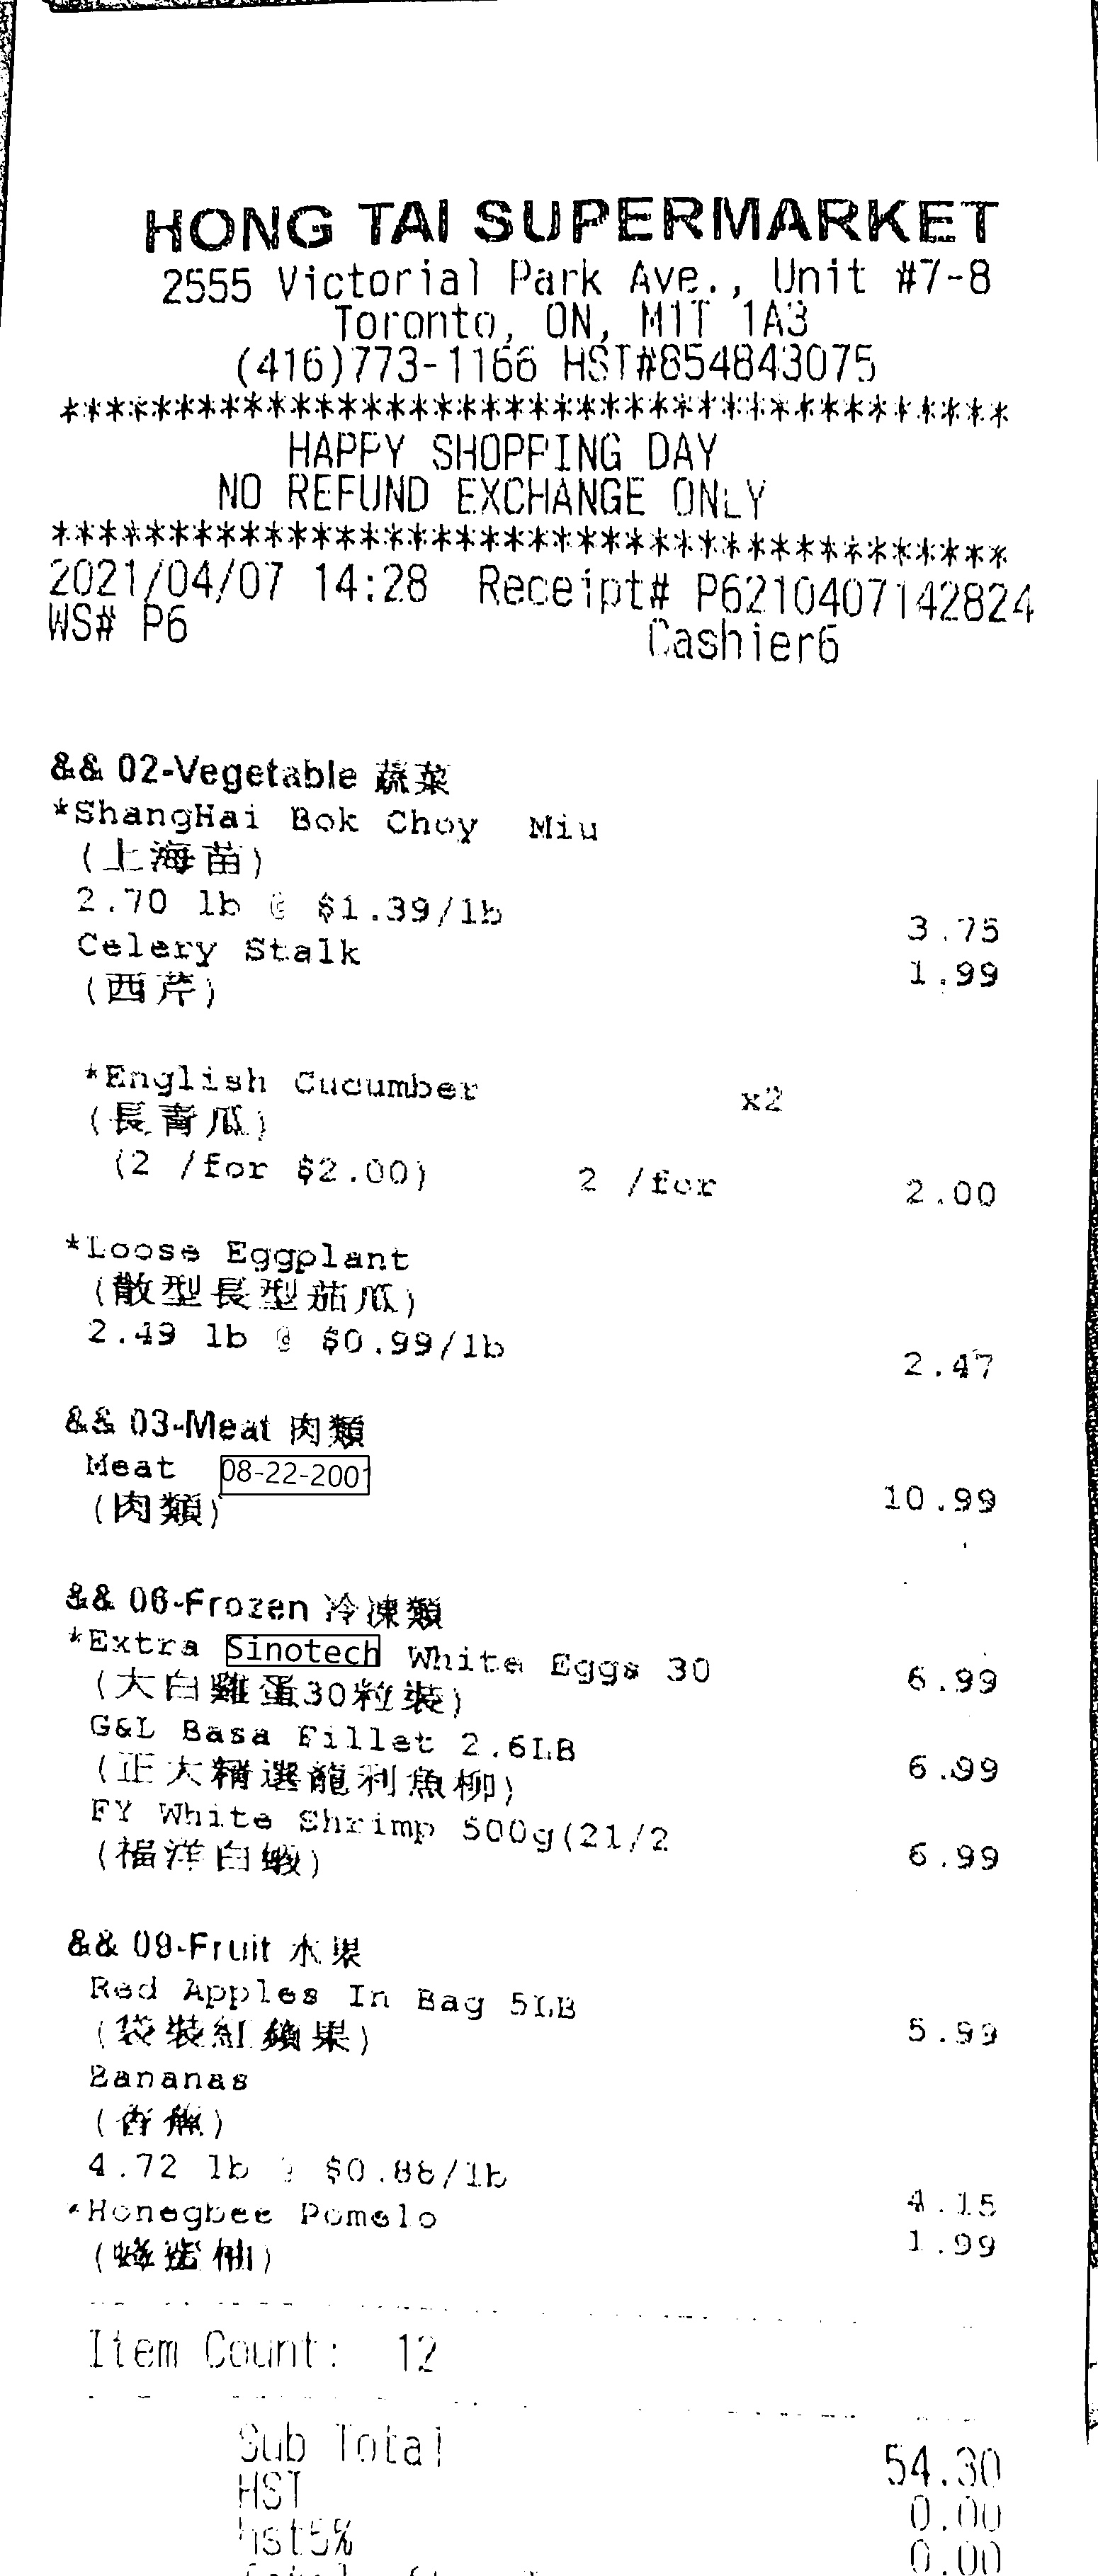 HONG TAI SUPERMARKET
2555 Victorial Park Ave., Unit #7-8
Toronto, ON, M1T 1A3
(416)773-1166 HST#854843075
*****************************************
HAPPY SHOPPING DAY
NO REFUND EXCHANGE ONLY
*****************************************
2021/04/07 14:28 Receipt# P6210407142824
WS# P6 Cashier6
&& 02-Vegetable 蔬菜
*ShangHai Bok Choy Miu
(上海苗)
2.70 lb @ $1.39/lb 3.75
Celery Stalk 1.99
(西芹)
*English Cucumber x2
(長青瓜)
(2 /for $2.00) 2 /for 2.00
*Loose Eggplant
(散型長型茄瓜)
2.49 lb @ $0.99/lb 2.47
&& 03-Meat 肉類
Meat 08-22-2001 10.99
(肉類)
&& 06-Frozen 冷凍類
*Extra Sinotech White Eggs 30 6.99
(大白雞蛋30粒裝)
G&L Basa Fillet 2.6LB 6.99
(正大精選龍利魚柳)
FY White Shrimp 500g(21/2 6.99
(福洋白蝦)
&& 09-Fruit 水果
Red Apples In Bag 5LB 5.99
(袋裝紅蘋果)
Bananas
(香蕉)
4.72 lb @ $0.88/lb 4.15
*Honegbee Pomelo 1.99
(蜂蜜柚)
Item Count: 12
Sub Total 54.30
HST 0.00
hst5% 0.00